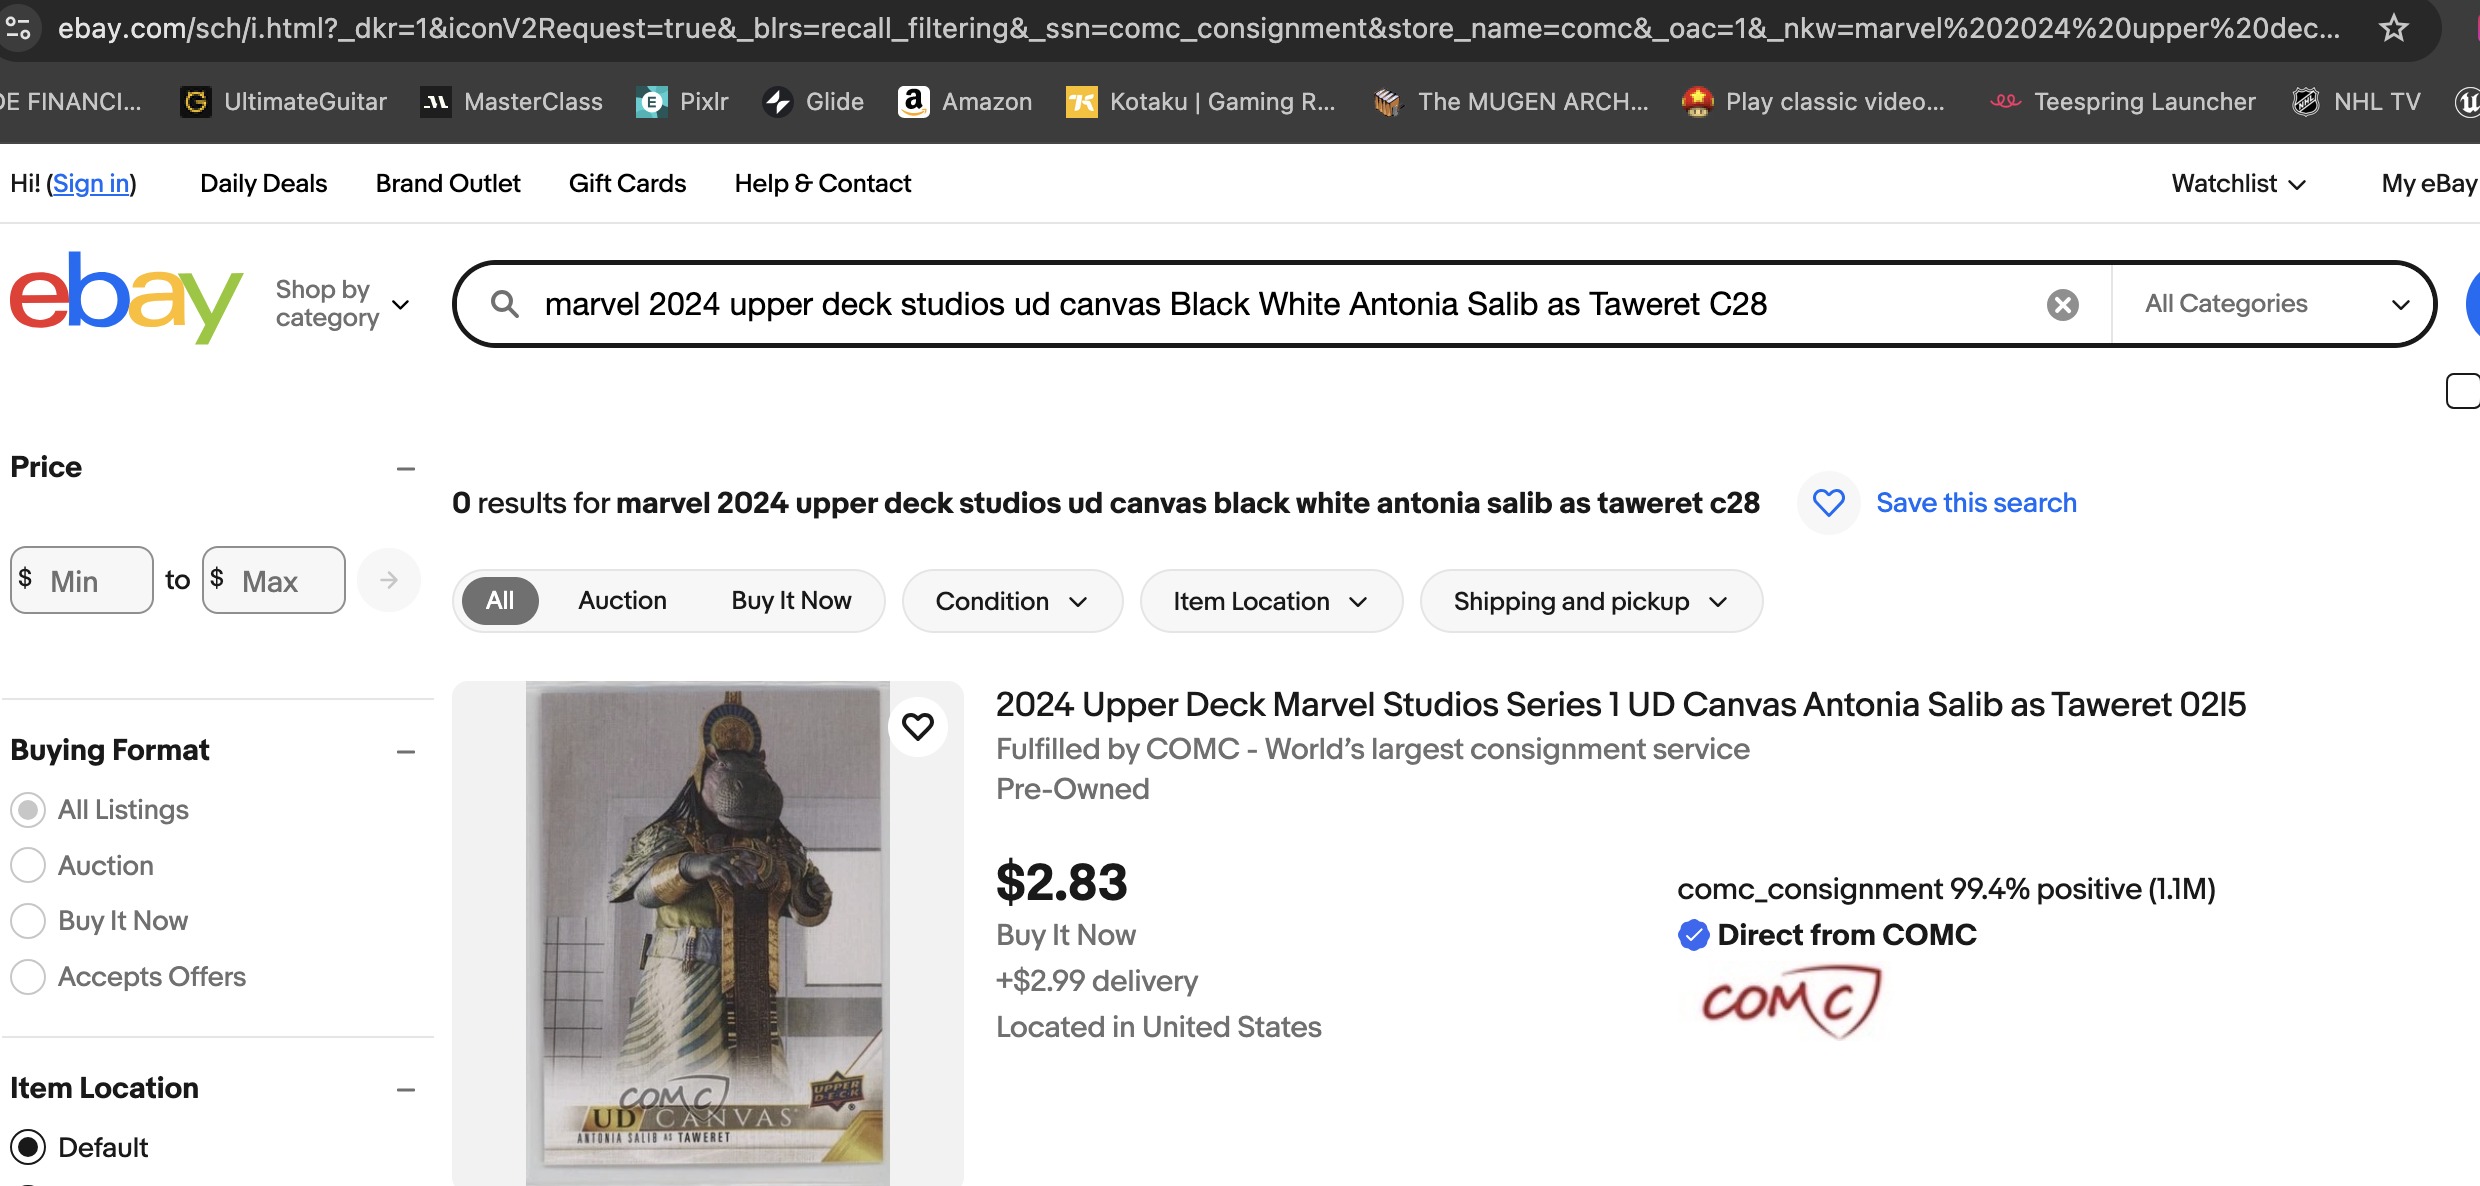 ebay.com/sch/i.html?_dkr=1&iconV2Request=true&_blrs=recall_filtering&_ssn=comc_consignment&store_name=comc&_oac=1&_nkw=marvel%202024%20upper%20dec...
DE FINANCI... UltimateGuitar MasterClass Pixlr Glide Amazon Kotaku | Gaming R... The MUGEN ARCH... Play classic video... Teespring Launcher NHL TV
Hi! (Sign in) Daily Deals Brand Outlet Gift Cards Help & Contact Watchlist My eBay
ebay
Shop by category
marvel 2024 upper deck studios ud canvas Black White Antonia Salib as Taweret C28
All Categories
Price
$ Min to $ Max
0 results for marvel 2024 upper deck studios ud canvas black white antonia salib as taweret c28
Save this search
All Auction Buy It Now Condition Item Location Shipping and pickup
Buying Format
All Listings
Auction
Buy It Now
Accepts Offers
Item Location
Default
COMC
UPPER DECK
UD CANVAS
ANTONIA SALIB AS TAWERET
2024 Upper Deck Marvel Studios Series 1 UD Canvas Antonia Salib as Taweret 02I5
Fulfilled by COMC - World's largest consignment service
Pre-Owned
$2.83
Buy It Now
+$2.99 delivery
Located in United States
comc_consignment 99.4% positive (1.1M)
Direct from COMC
COMC